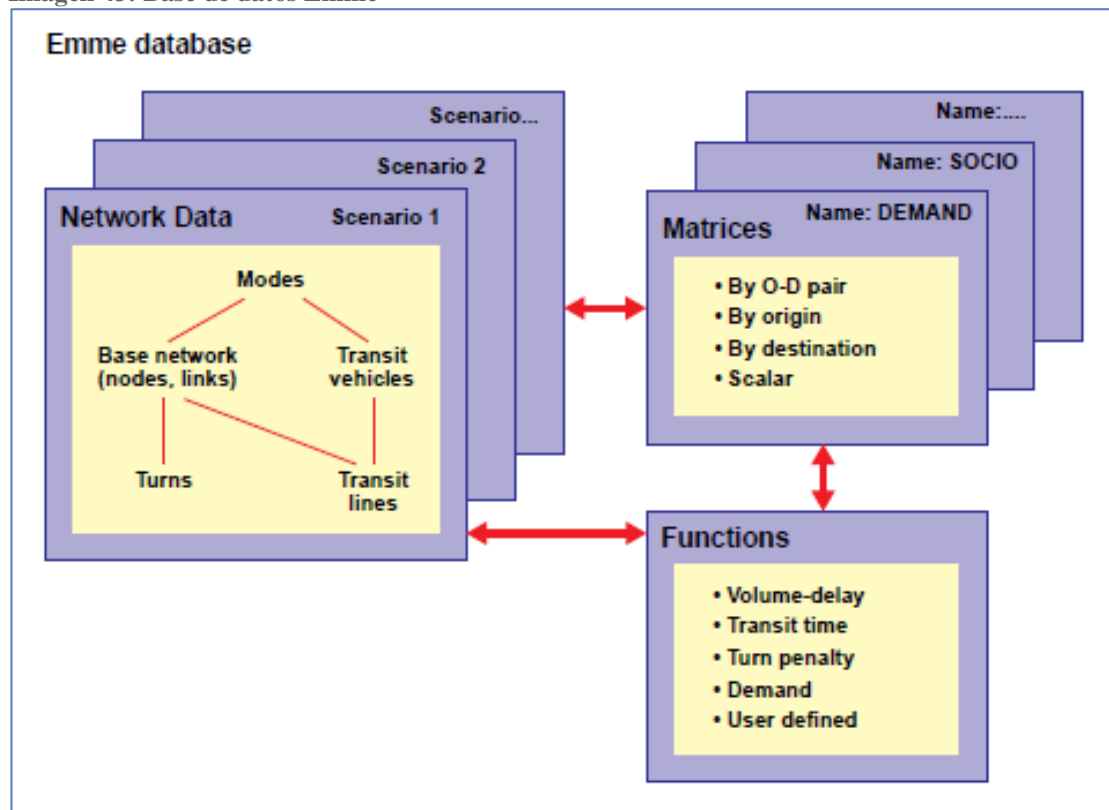 Emme database
Scenario...
Scenario 2
Network Data
Scenario 1
Modes
Base network
(nodes, links)
Transit
vehicles
Turns
Transit
lines
Name:....
Name: SOCIO
Name: DEMAND
Matrices
• By O-D pair
• By origin
• By destination
• Scalar
Functions
• Volume-delay
• Transit time
• Turn penalty
• Demand
• User defined